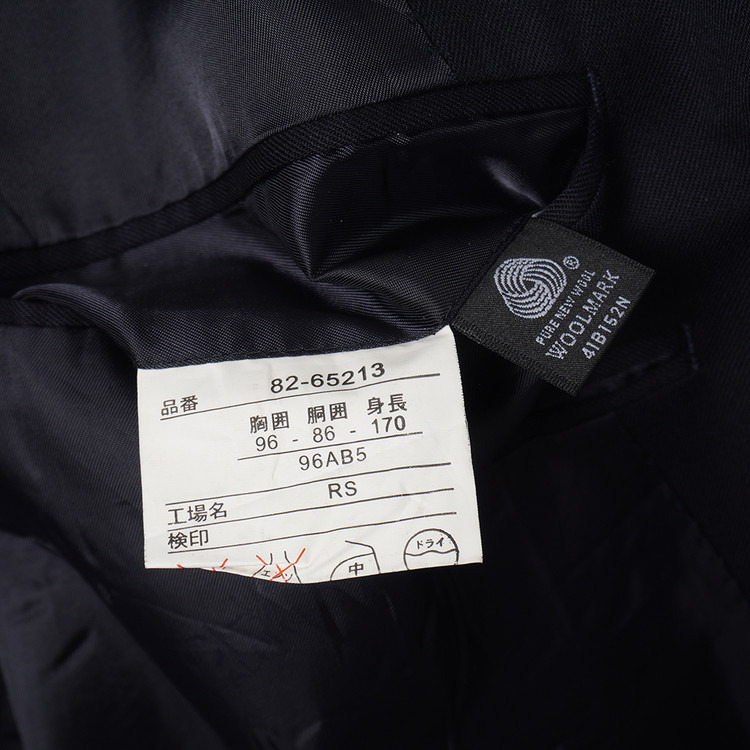 品番 82-65213
胸囲 胴囲 身長
96 - 86 - 170
96AB5
工場名 RS
検印
中
ドライ
®
PURE NEW WOOL
WOOLMARK
41B152N